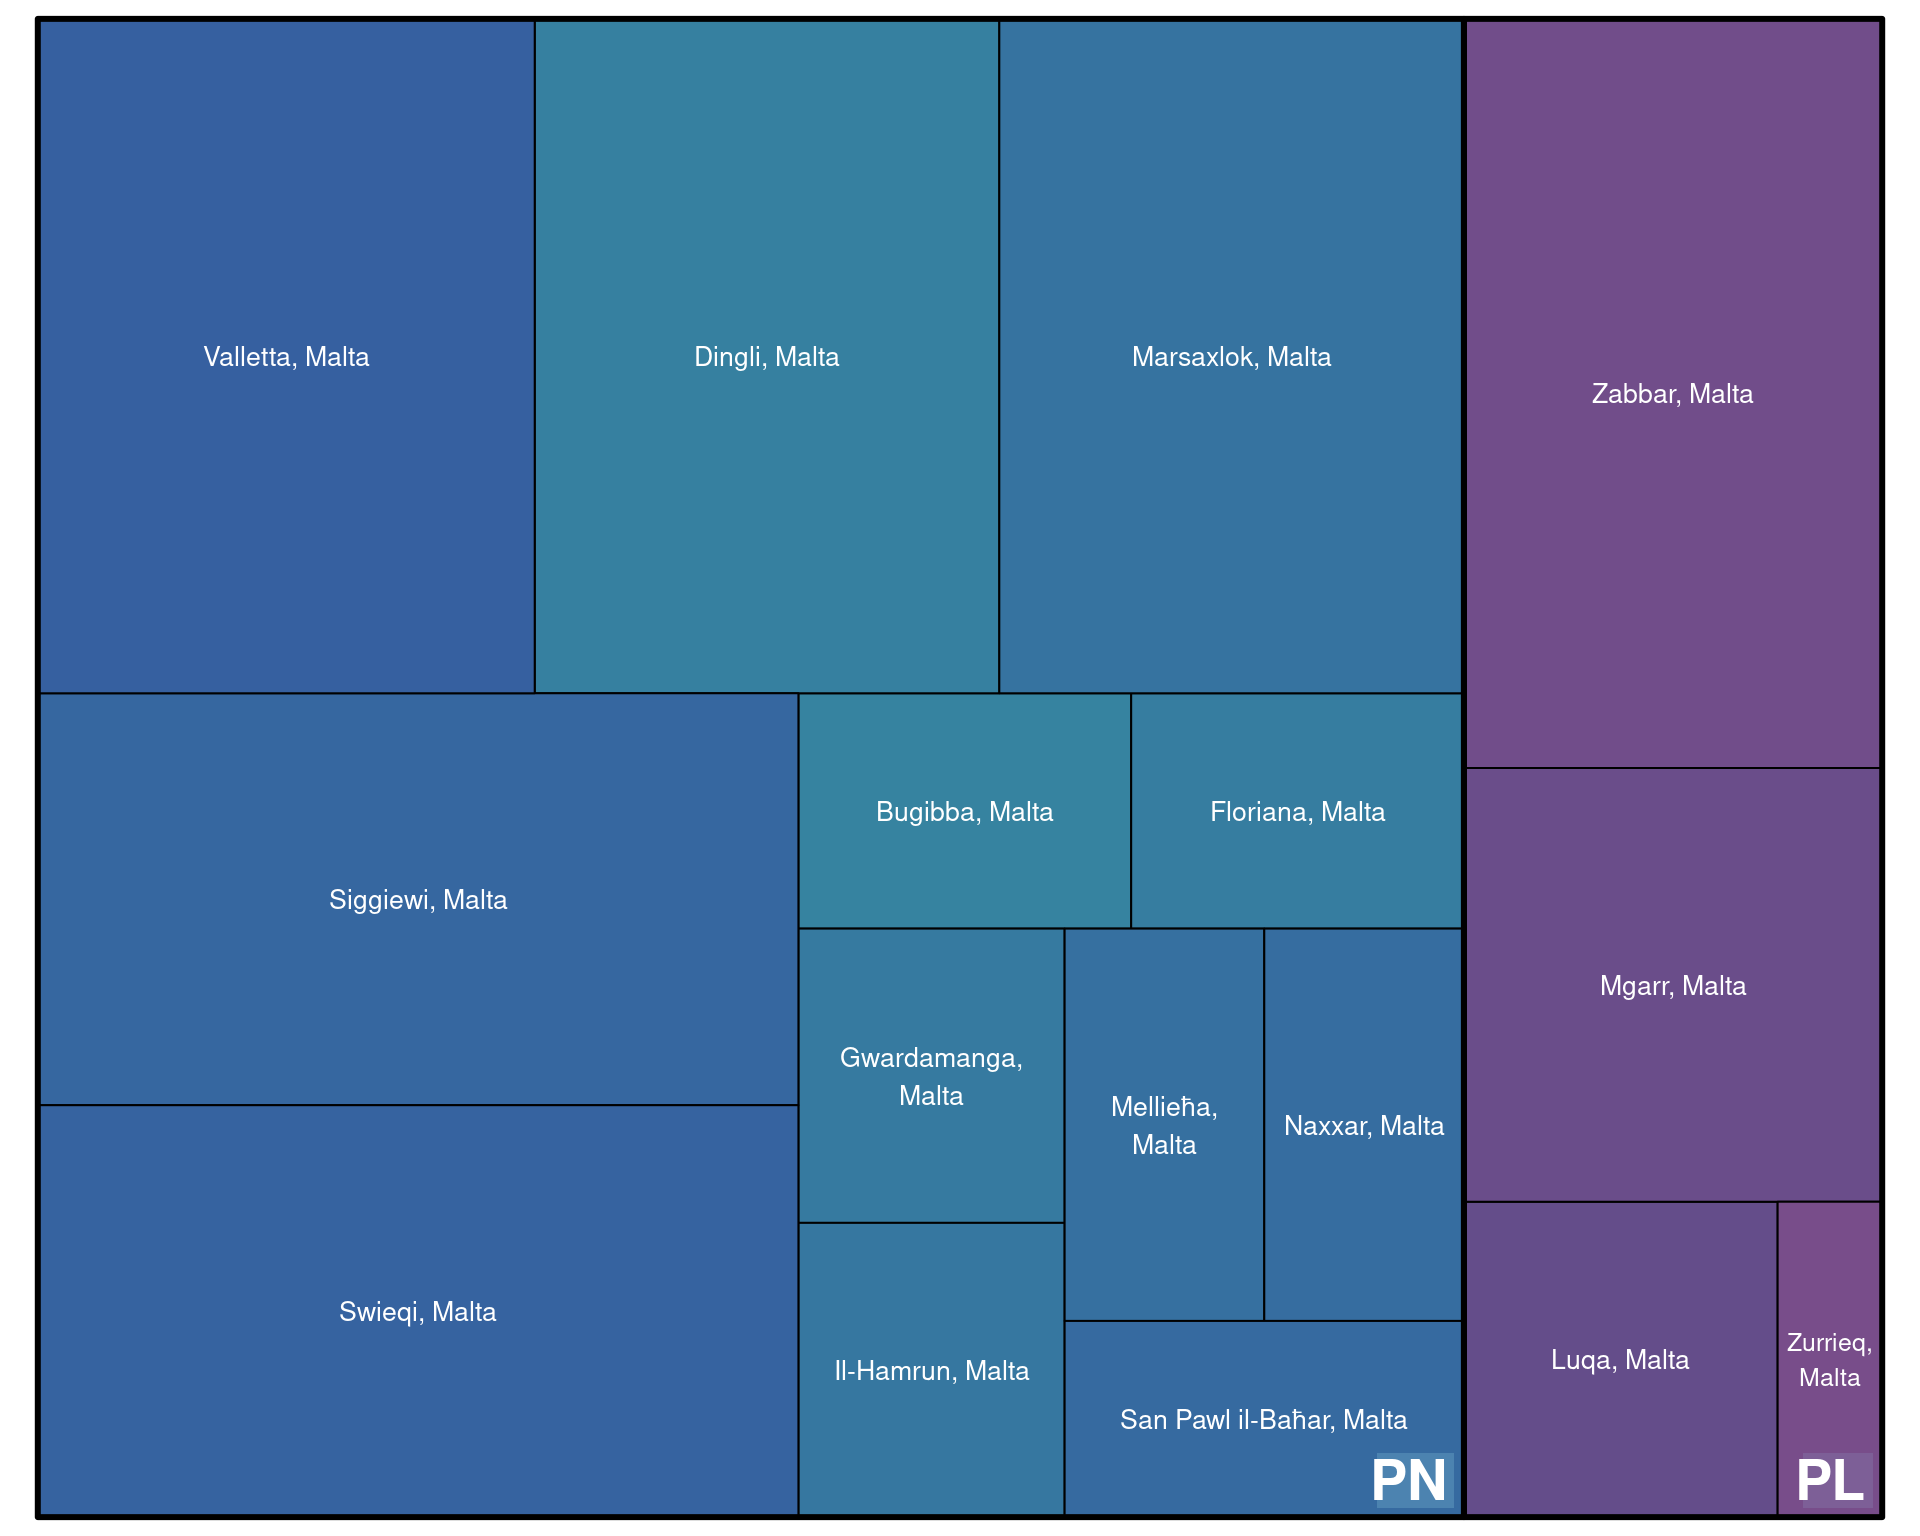 Valletta, Malta
Dingli, Malta
Marsaxlok, Malta
Zabbar, Malta
Bugibba, Malta
Floriana, Malta
Siggiewi, Malta
Mgarr, Malta
Gwardamanga,
Malta
Mellieħa,
Malta
Naxxar, Malta
Swieqi, Malta
Il-Hamrun, Malta
San Pawl il-Baħar, Malta
Luqa, Malta
Zurrieq,
Malta
PN
PL